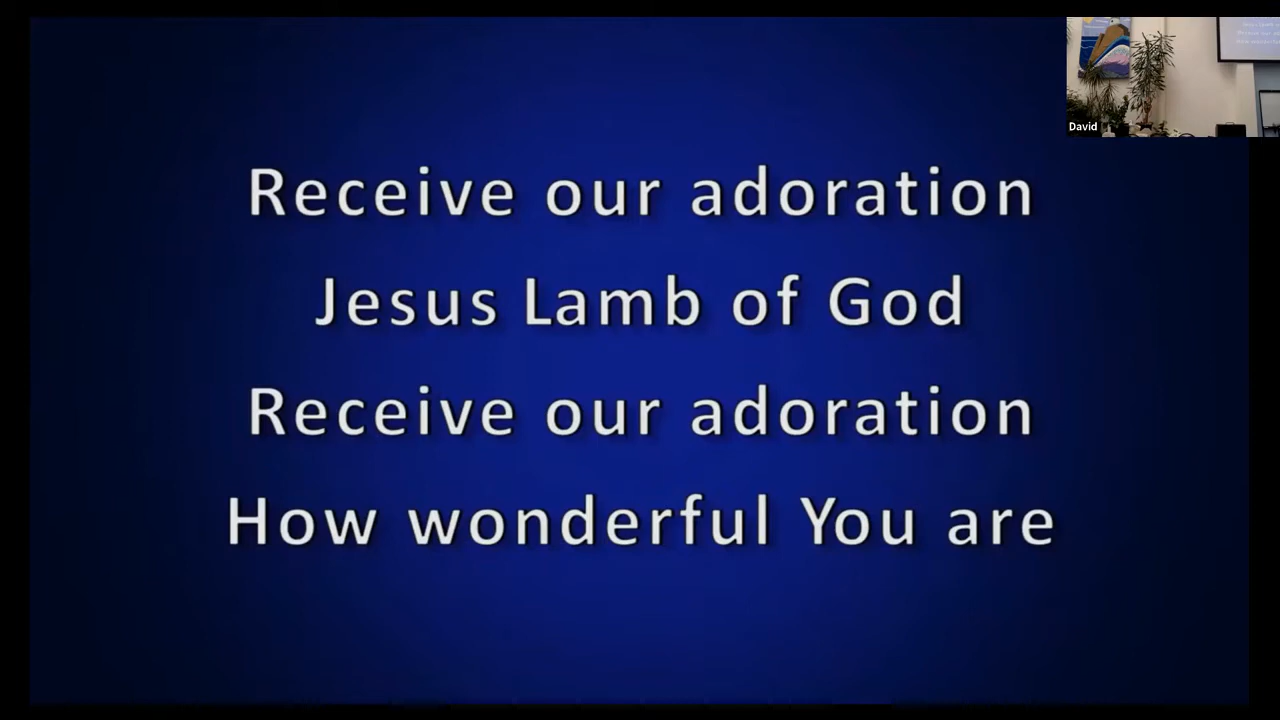 Receive our adoration
Jesus Lamb of God
Receive our adoration
How wonderful You are
David